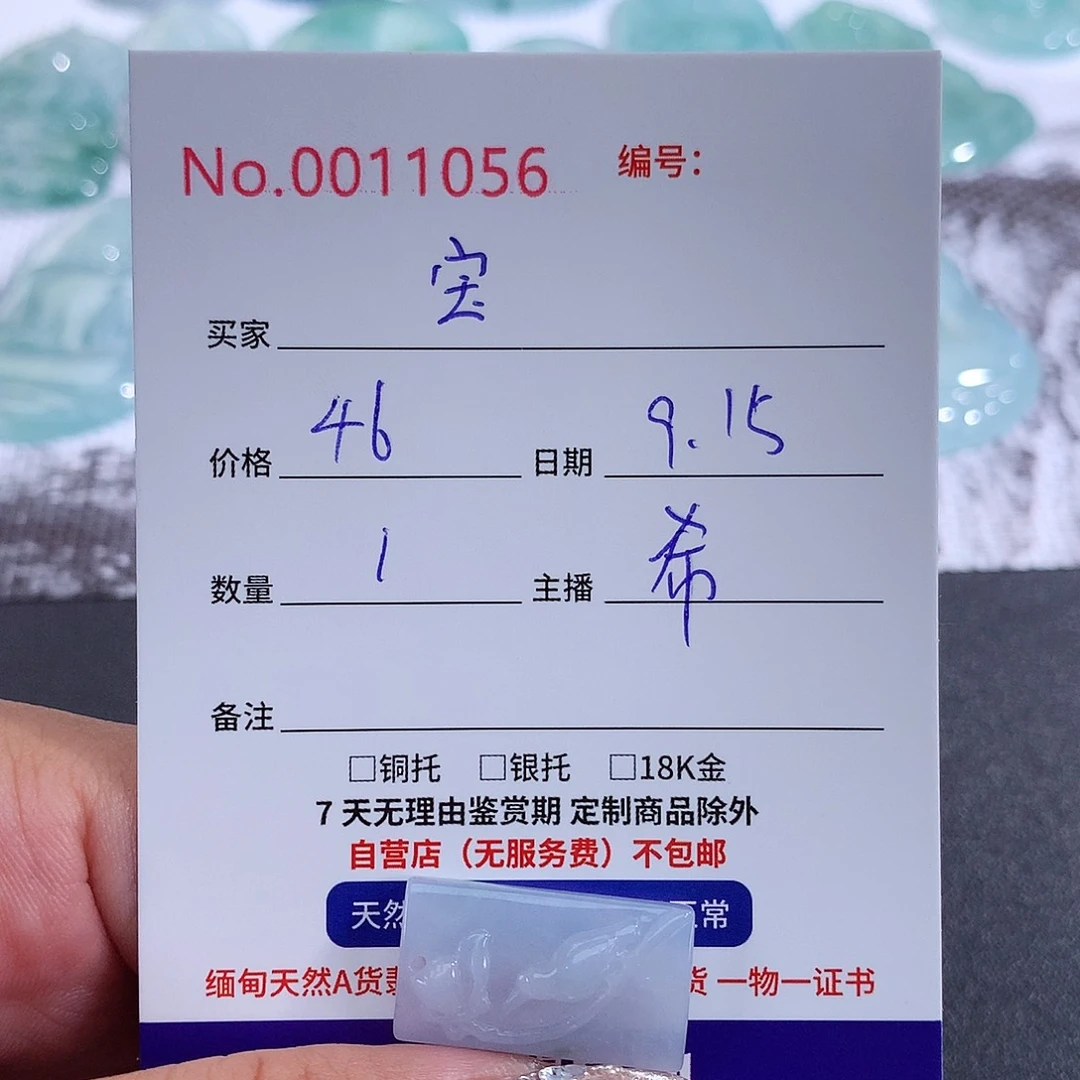 No.0011056 编号：
买家 宝
价格 46 日期 9.15
数量 1 主播 希
备注
□铜托 □银托 □18K金
7天无理由鉴赏期 定制商品除外
自营店（无服务费）不包邮
天然 正常
缅甸天然A货翡 货 一物一证书